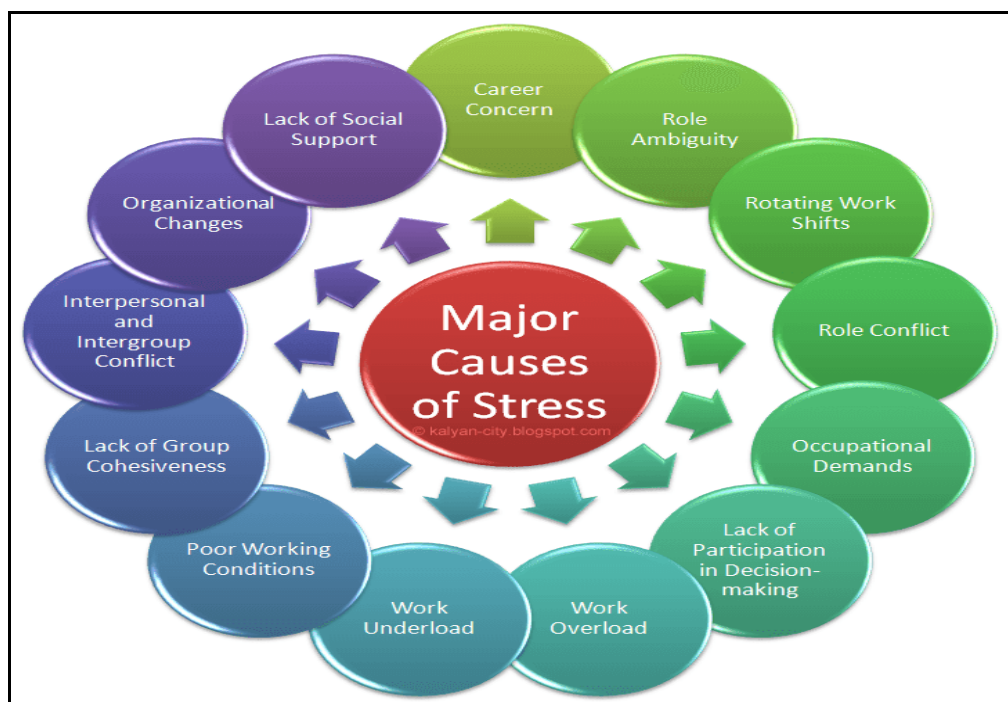 Career
Concern
Role
Ambiguity
Rotating Work
Shifts
Role Conflict
Occupational
Demands
Lack of
Participation
in Decision-
making
Work
Overload
Work
Underload
Poor Working
Conditions
Lack of Group
Cohesiveness
Interpersonal
and
Intergroup
Conflict
Organizational
Changes
Lack of Social
Support
Major
Causes
of Stress
© kalyan-city.blogspot.com